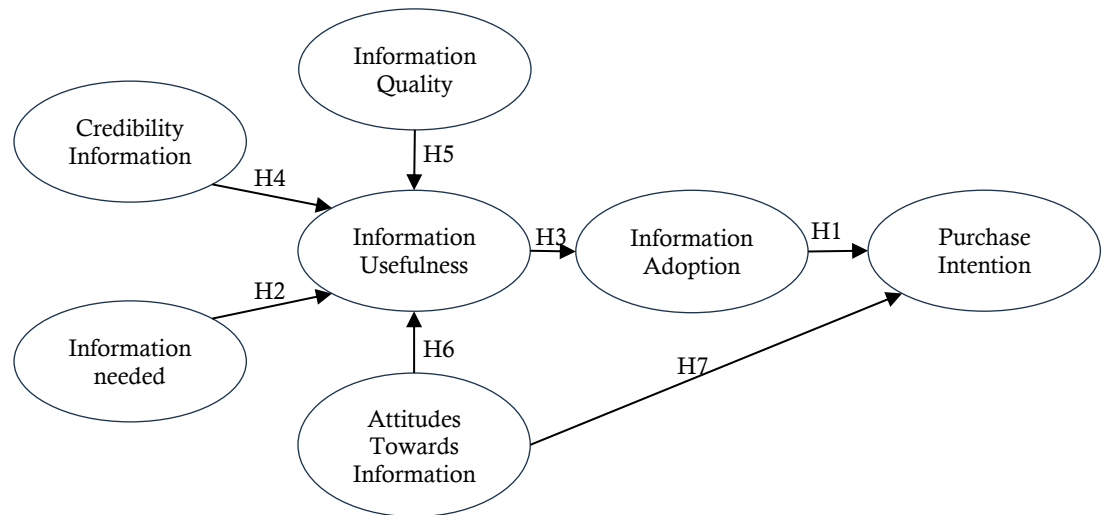 Information
Quality
Credibility
Information
H5
H4
Information
Usefulness
H3
Information
Adoption
H1
Purchase
Intention
H2
Information
needed
H6
H7
Attitudes
Towards
Information